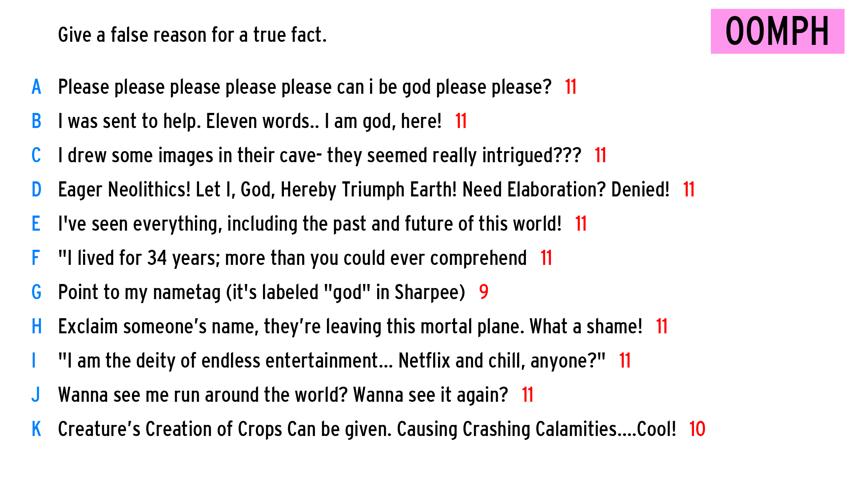 Give a false reason for a true fact.
OOMPH
A Please please please please please can i be god please please? 11
B I was sent to help. Eleven words.. I am god, here! 11
C I drew some images in their cave- they seemed really intrigued??? 11
D Eager Neolithics! Let I, God, Hereby Triumph Earth! Need Elaboration? Denied! 11
E I've seen everything, including the past and future of this world! 11
F "I lived for 34 years; more than you could ever comprehend 11
G Point to my nametag (it's labeled "god" in Sharpee) 9
H Exclaim someone's name, they're leaving this mortal plane. What a shame! 11
I "I am the deity of endless entertainment... Netflix and chill, anyone?" 11
J Wanna see me run around the world? Wanna see it again? 11
K Creature's Creation of Crops Can be given. Causing Crashing Calamities....Cool! 10